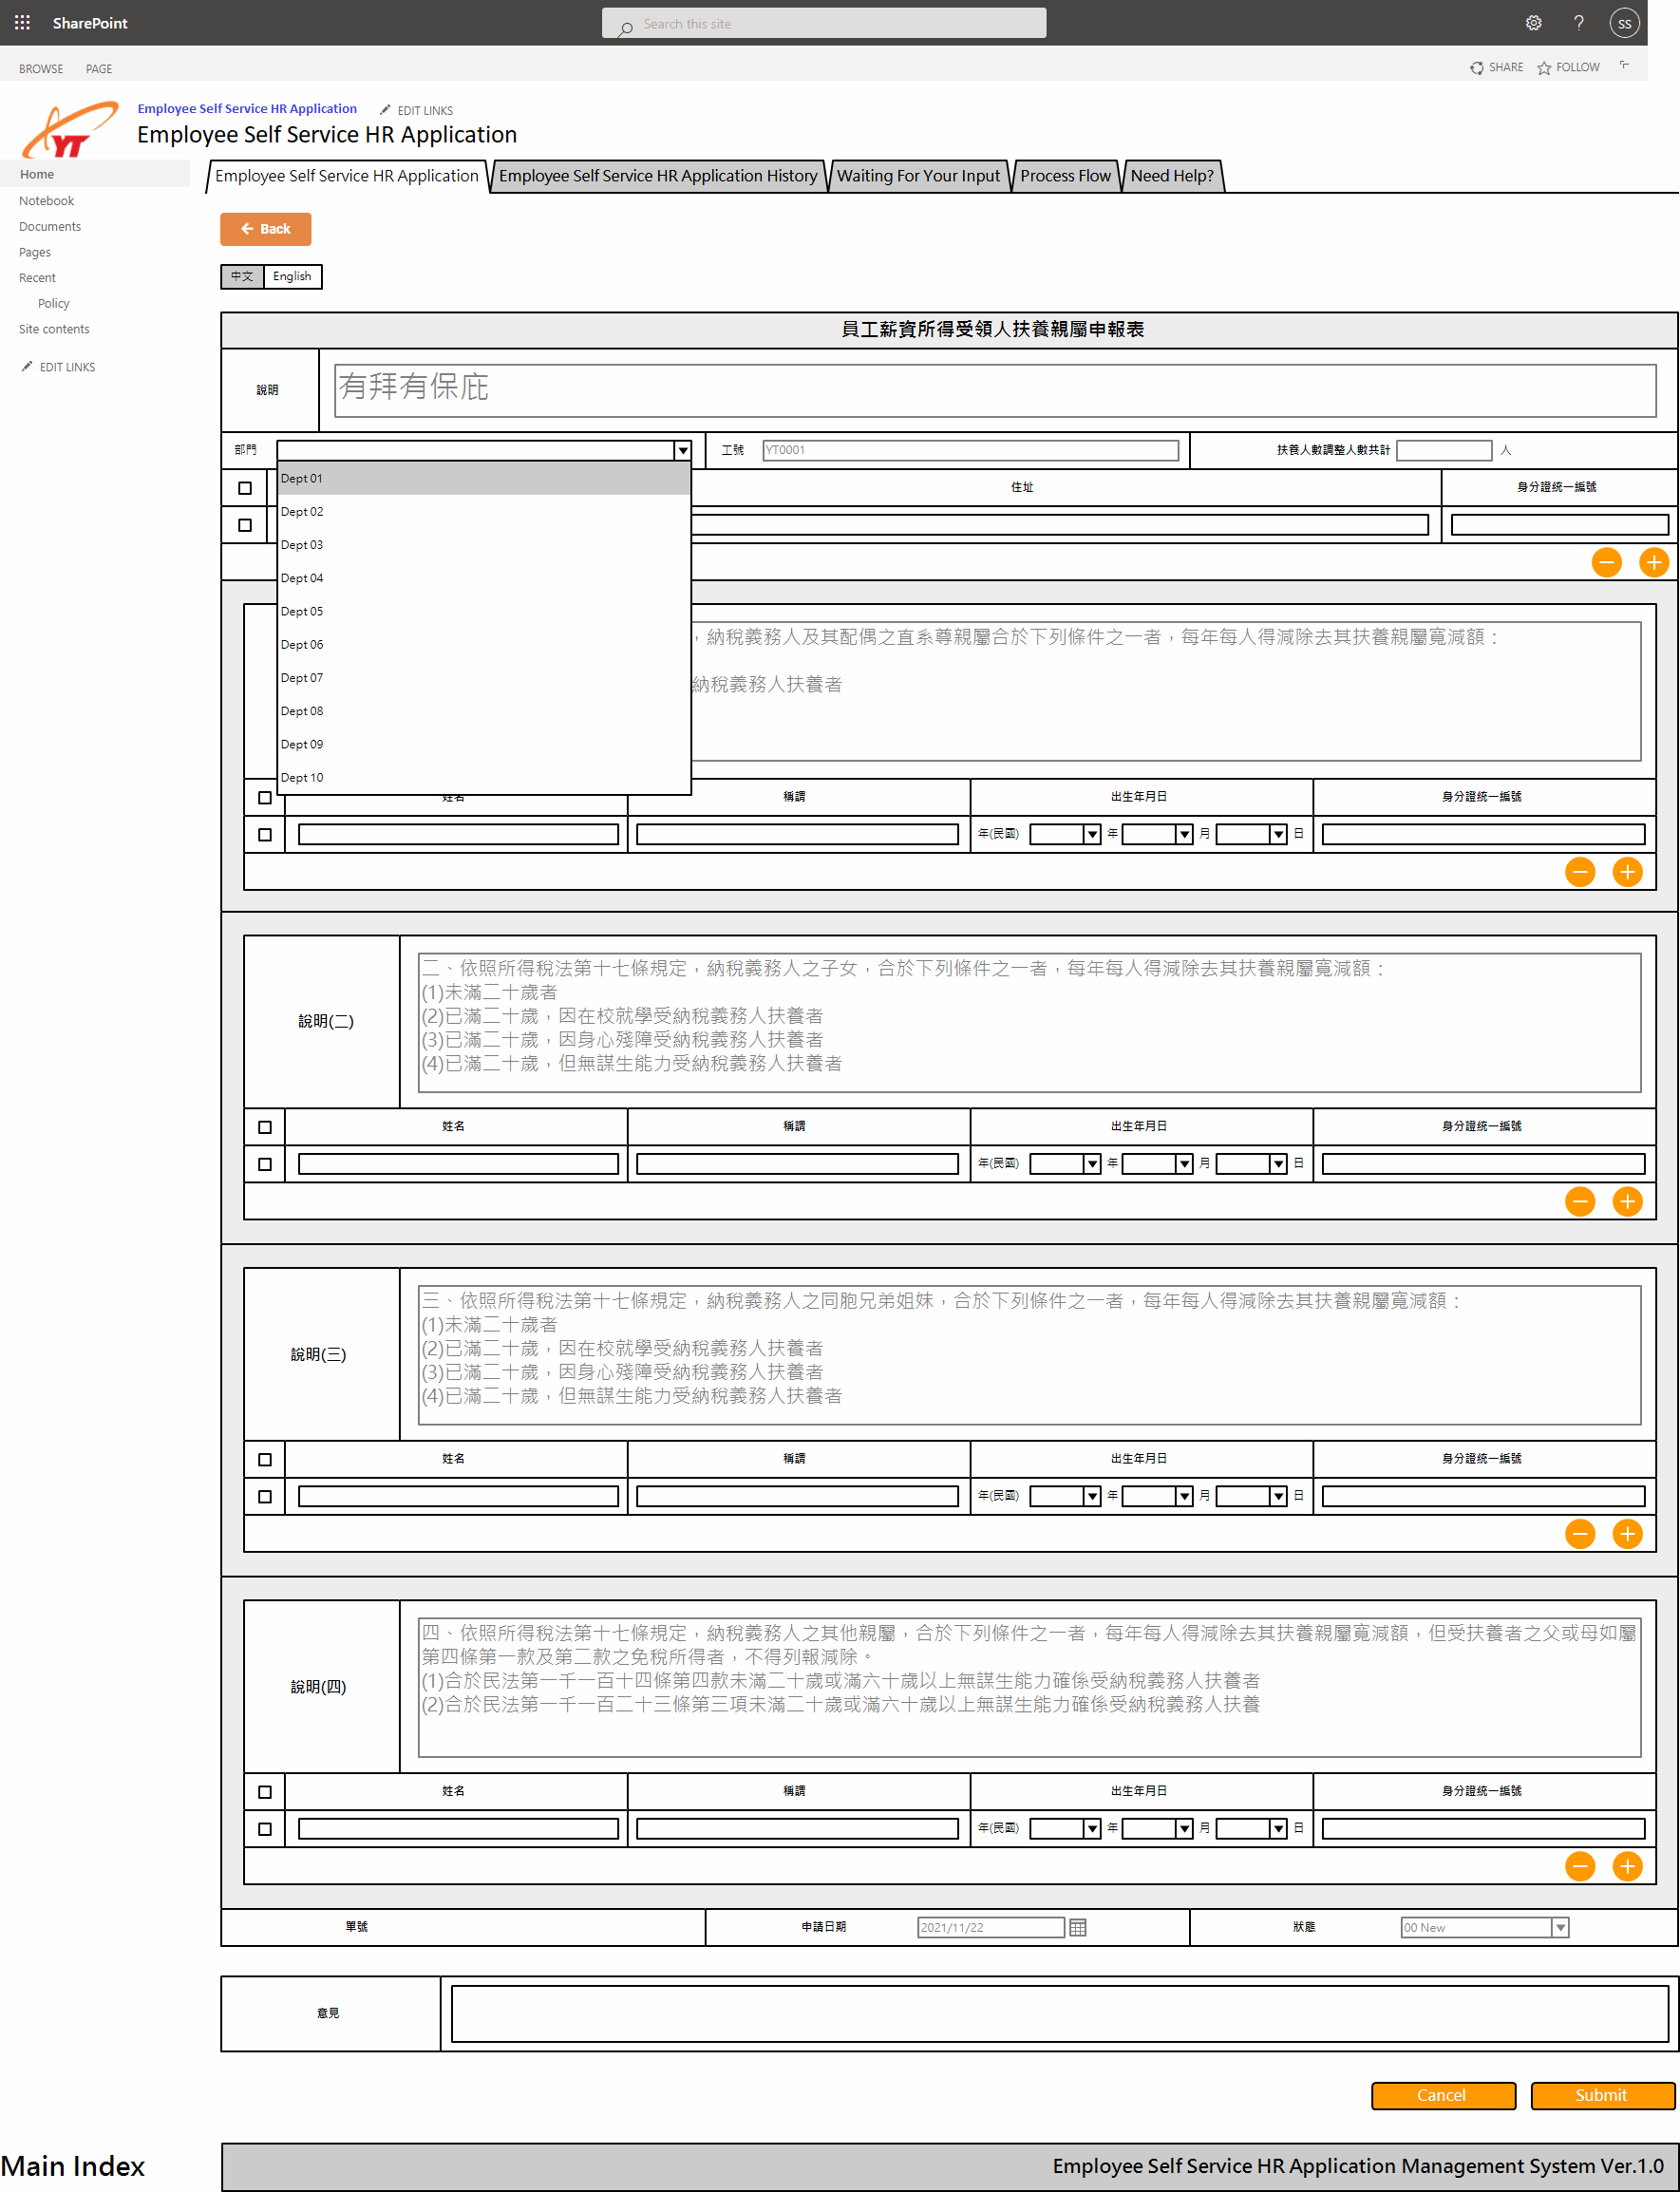 SharePoint
Search this site
SS
BROWSE PAGE
SHARE FOLLOW
YT
Employee Self Service HR Application EDIT LINKS
Employee Self Service HR Application
Home
Notebook
Documents
Pages
Recent
Policy
Site contents
EDIT LINKS
Employee Self Service HR Application Employee Self Service HR Application History Waiting For Your Input Process Flow Need Help?
Back
中文 English
員工薪資所得受領人扶養親屬申報表
說明 有拜有保庇
部門 工號 YT0001 扶養人數調整人數共計 人
Dept 01
Dept 02
Dept 03
Dept 04
Dept 05
Dept 06
Dept 07
Dept 08
Dept 09
Dept 10
住址 身分證統一編號
，納稅義務人及其配偶之直系尊親屬合於下列條件之一者，每年每人得減除去其扶養親屬寬減額：
納稅義務人扶養者
姓名 稱謂 出生年月日 身分證統一編號
年(民國) 年 月 日
說明(二)
二、依照所得稅法第十七條規定，納稅義務人之子女，合於下列條件之一者，每年每人得減除去其扶養親屬寬減額：
(1)未滿二十歲者
(2)已滿二十歲，因在校就學受納稅義務人扶養者
(3)已滿二十歲，因身心殘障受納稅義務人扶養者
(4)已滿二十歲，但無謀生能力受納稅義務人扶養者
姓名 稱謂 出生年月日 身分證統一編號
年(民國) 年 月 日
說明(三)
三、依照所得稅法第十七條規定，納稅義務人之同胞兄弟姐妹，合於下列條件之一者，每年每人得減除去其扶養親屬寬減額：
(1)未滿二十歲者
(2)已滿二十歲，因在校就學受納稅義務人扶養者
(3)已滿二十歲，因身心殘障受納稅義務人扶養者
(4)已滿二十歲，但無謀生能力受納稅義務人扶養者
姓名 稱謂 出生年月日 身分證統一編號
年(民國) 年 月 日
說明(四)
四、依照所得稅法第十七條規定，納稅義務人之其他親屬，合於下列條件之一者，每年每人得減除去其扶養親屬寬減額，但受扶養者之父或母如屬
第四條第一款及第二款之免稅所得者，不得列報減除。
(1)合於民法第一千一百十四條第四款未滿二十歲或滿六十歲以上無謀生能力確係受納稅義務人扶養者
(2)合於民法第一千一百二十三條第三項未滿二十歲或滿六十歲以上無謀生能力確係受納稅義務人扶養
姓名 稱謂 出生年月日 身分證統一編號
年(民國) 年 月 日
單號 申請日期 2021/11/22 狀態 00 New
意見
Cancel Submit
Main Index
Employee Self Service HR Application Management System Ver.1.0